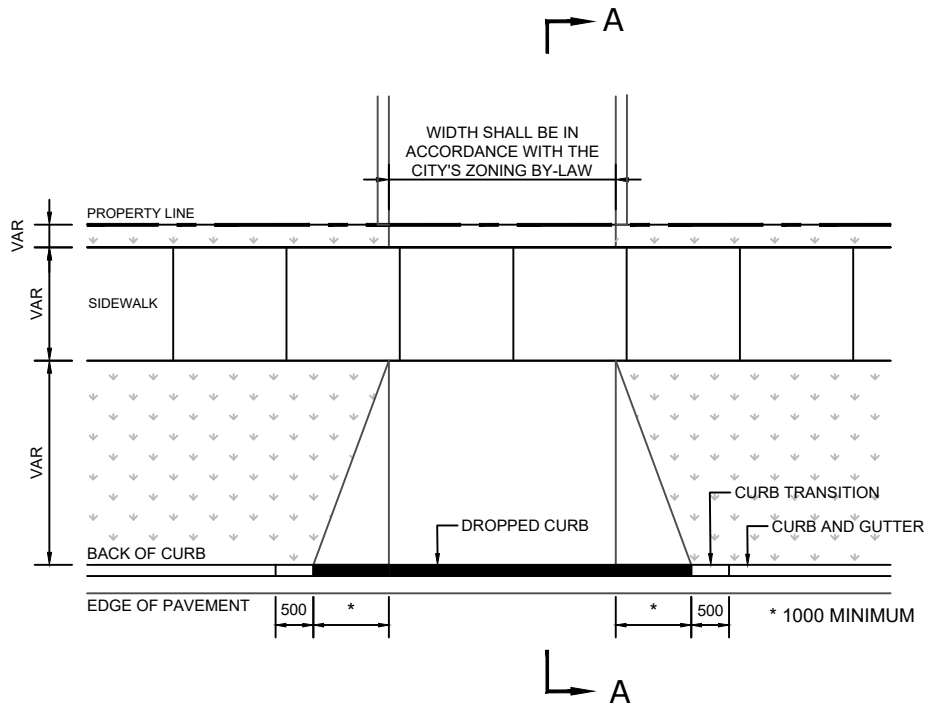 A
WIDTH SHALL BE IN
ACCORDANCE WITH THE
CITY'S ZONING BY-LAW
PROPERTY LINE
VAR
SIDEWALK
VAR
VAR
CURB TRANSITION
DROPPED CURB
CURB AND GUTTER
BACK OF CURB
EDGE OF PAVEMENT
500
*
*
500
* 1000 MINIMUM
A